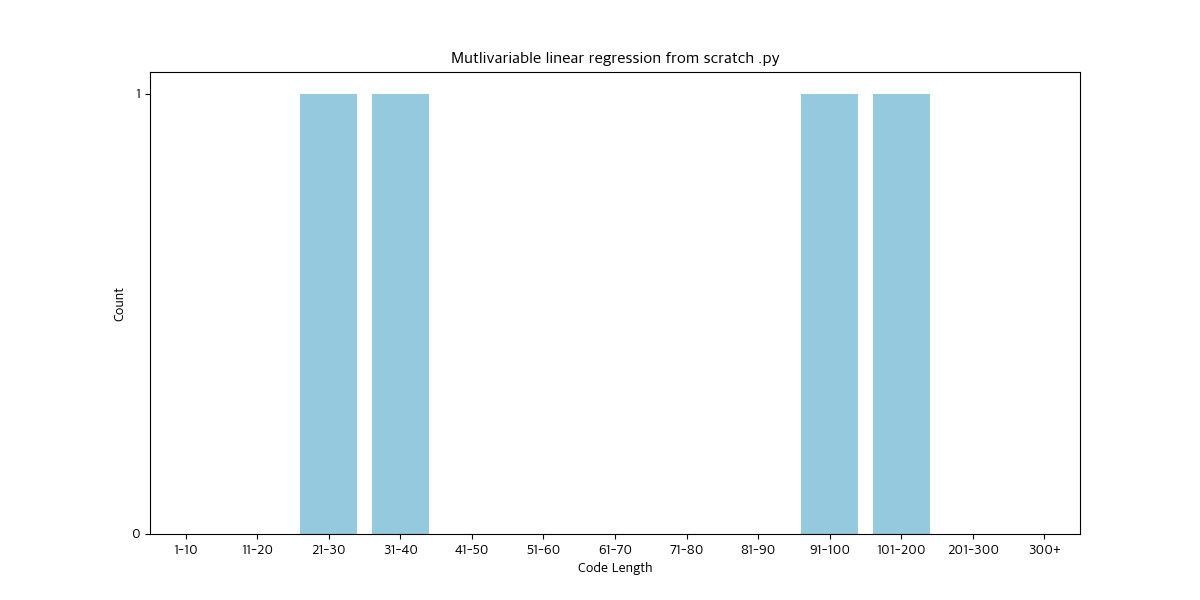 Mutlivariable linear regression from scratch .py
1
Count
0
1-10 11-20 21-30 31-40 41-50 51-60 61-70 71-80 81-90 91-100 101-200 201-300 300+
Code Length